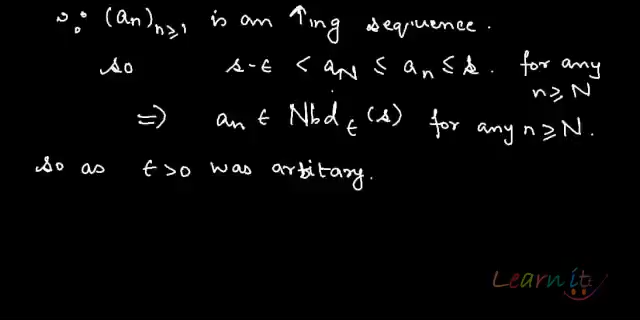 ∵ (an)n≥1 is an ↑ing sequence.
so s-ε < aN ≤ an ≤ s. for any n≥N
⇒ an ∈ Nbdε(s) for any n≥N.
so as ε>0 was arbitary.
Learnit